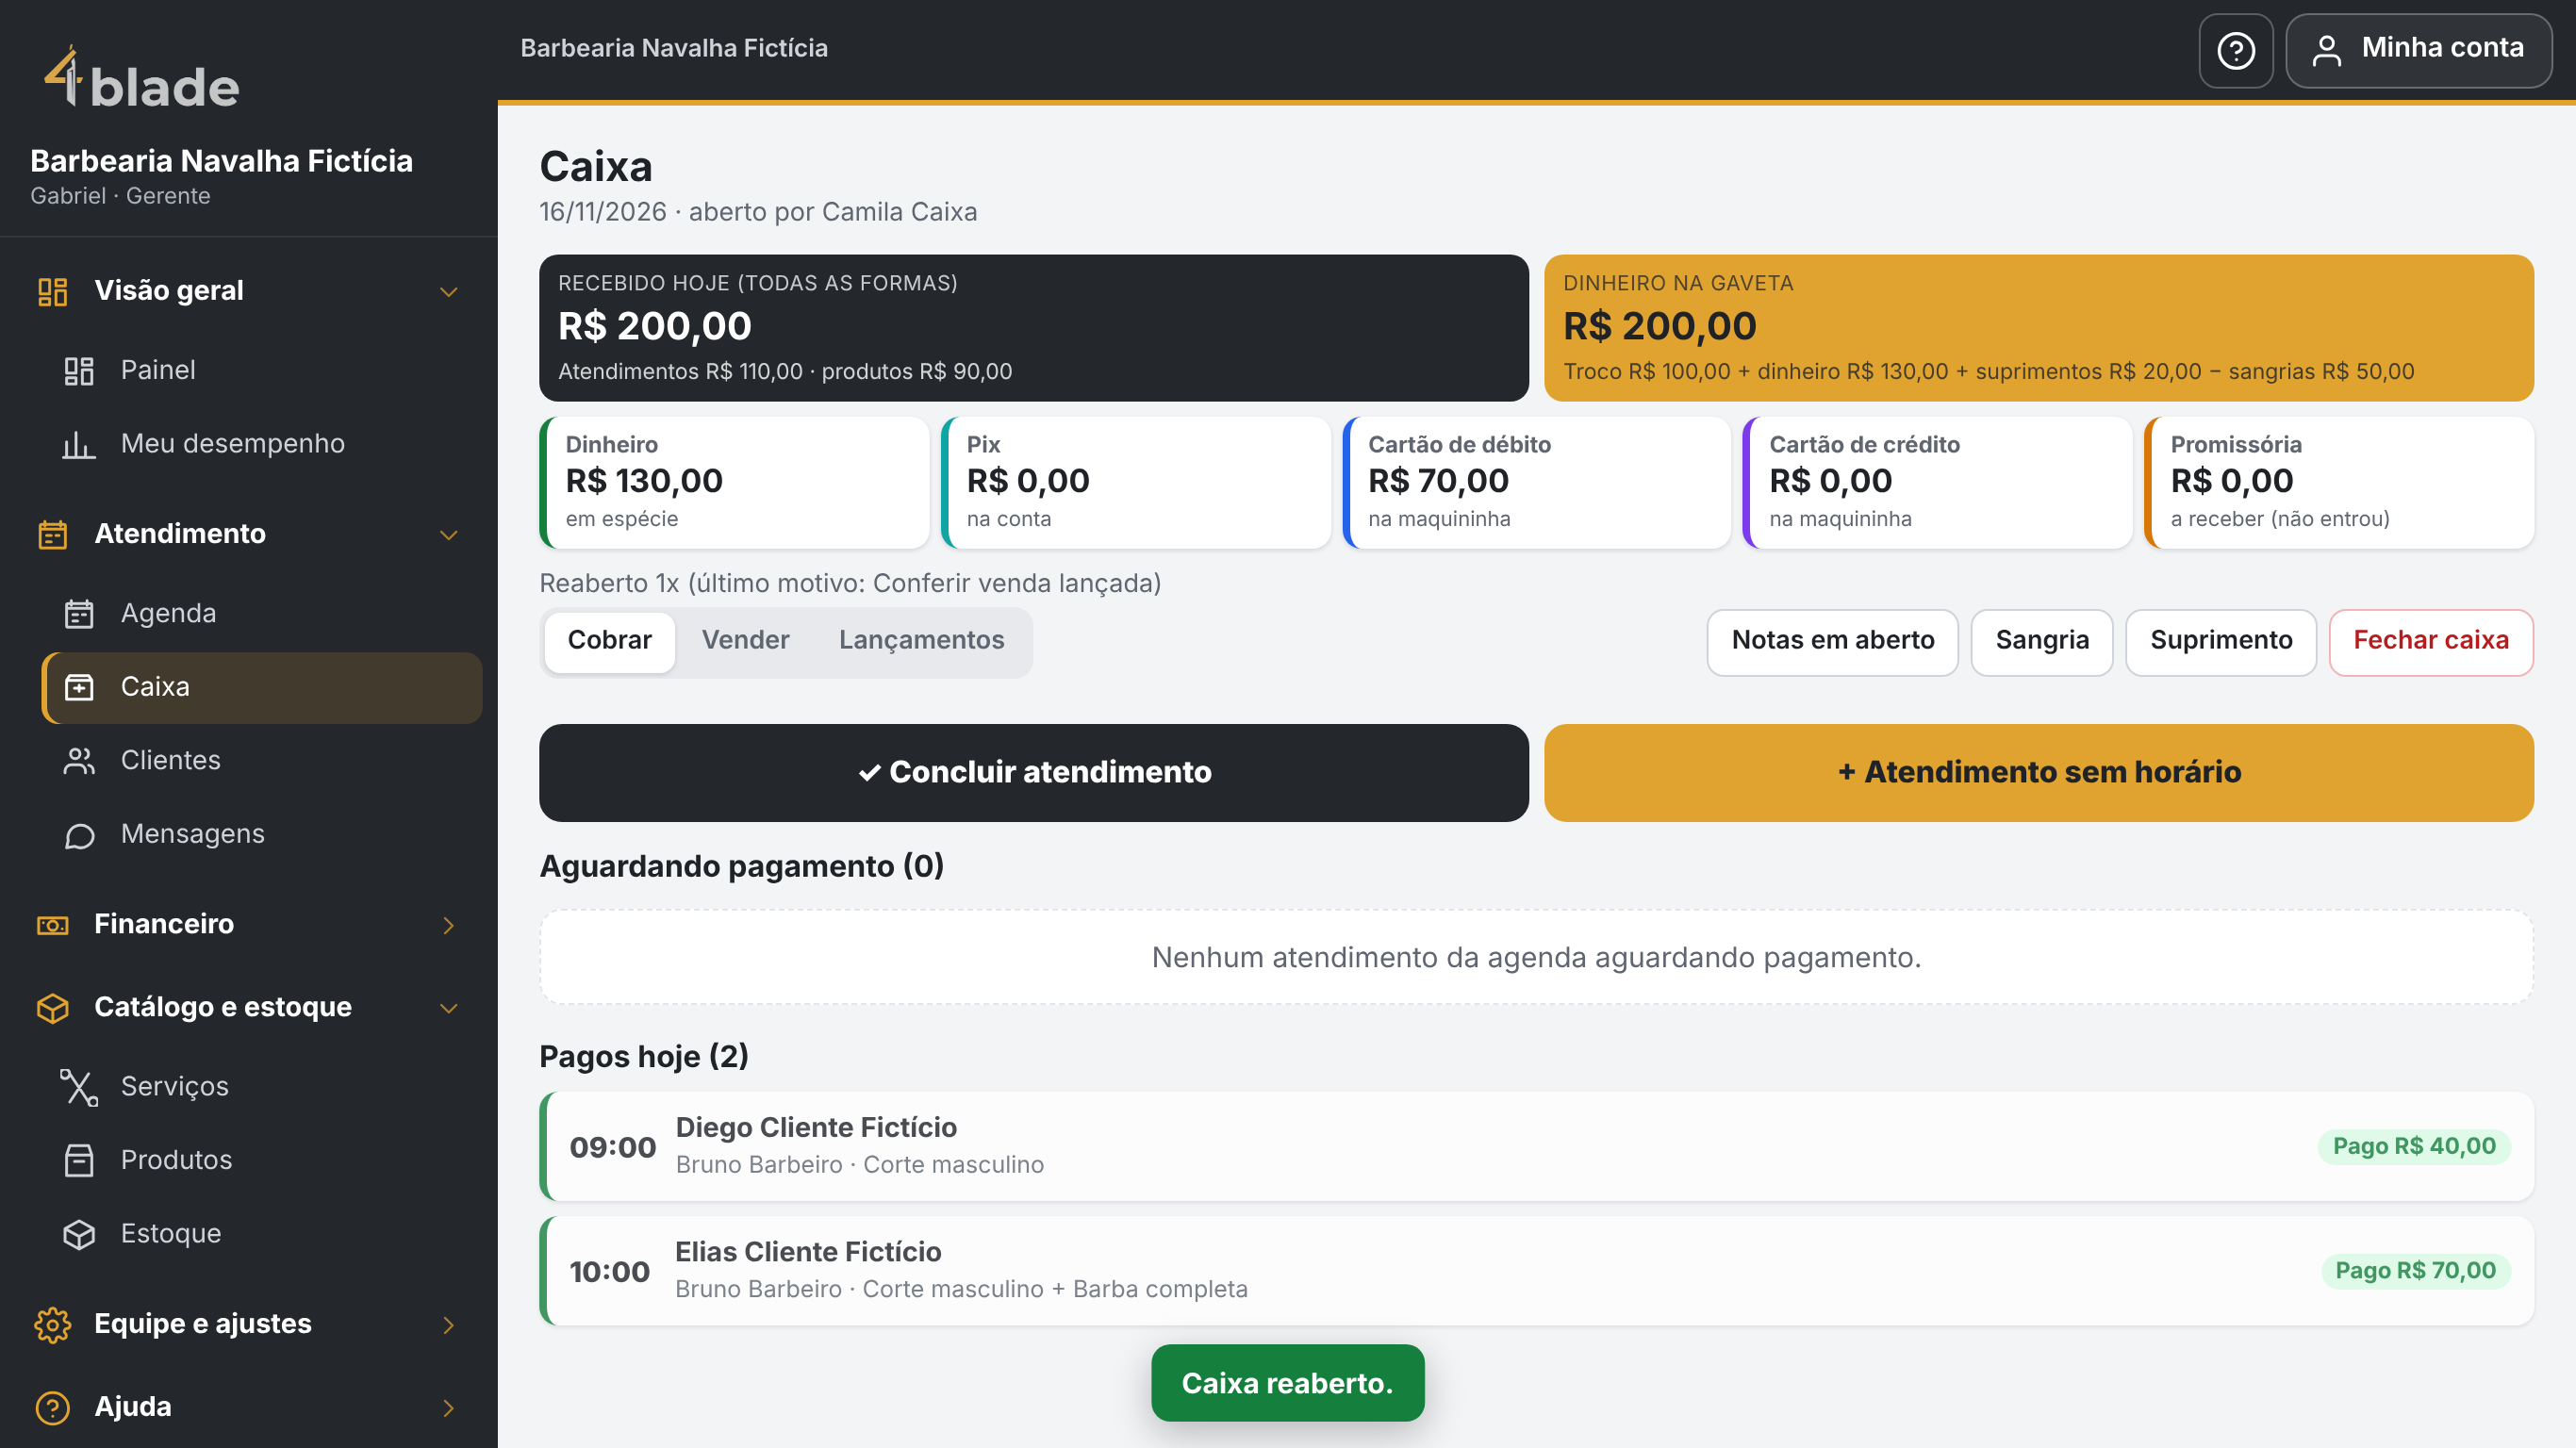 4blade
Barbearia Navalha Fictícia
Gabriel · Gerente
Visão geral
Painel
Meu desempenho
Atendimento
Agenda
Caixa
Clientes
Mensagens
Financeiro
Catálogo e estoque
Serviços
Produtos
Estoque
Equipe e ajustes
Ajuda
Barbearia Navalha Fictícia
Minha conta
Caixa
16/11/2026 · aberto por Camila Caixa
RECEBIDO HOJE (TODAS AS FORMAS)
R$ 200,00
Atendimentos R$ 110,00 · produtos R$ 90,00
DINHEIRO NA GAVETA
R$ 200,00
Troco R$ 100,00 + dinheiro R$ 130,00 + suprimentos R$ 20,00 − sangrias R$ 50,00
Dinheiro
R$ 130,00
em espécie
Pix
R$ 0,00
na conta
Cartão de débito
R$ 70,00
na maquininha
Cartão de crédito
R$ 0,00
na maquininha
Promissória
R$ 0,00
a receber (não entrou)
Reaberto 1x (último motivo: Conferir venda lançada)
Cobrar Vender Lançamentos
Notas em aberto Sangria Suprimento Fechar caixa
✓ Concluir atendimento
+ Atendimento sem horário
Aguardando pagamento (0)
Nenhum atendimento da agenda aguardando pagamento.
Pagos hoje (2)
09:00
Diego Cliente Fictício
Bruno Barbeiro · Corte masculino
Pago R$ 40,00
10:00
Elias Cliente Fictício
Bruno Barbeiro · Corte masculino + Barba completa
Pago R$ 70,00
Caixa reaberto.